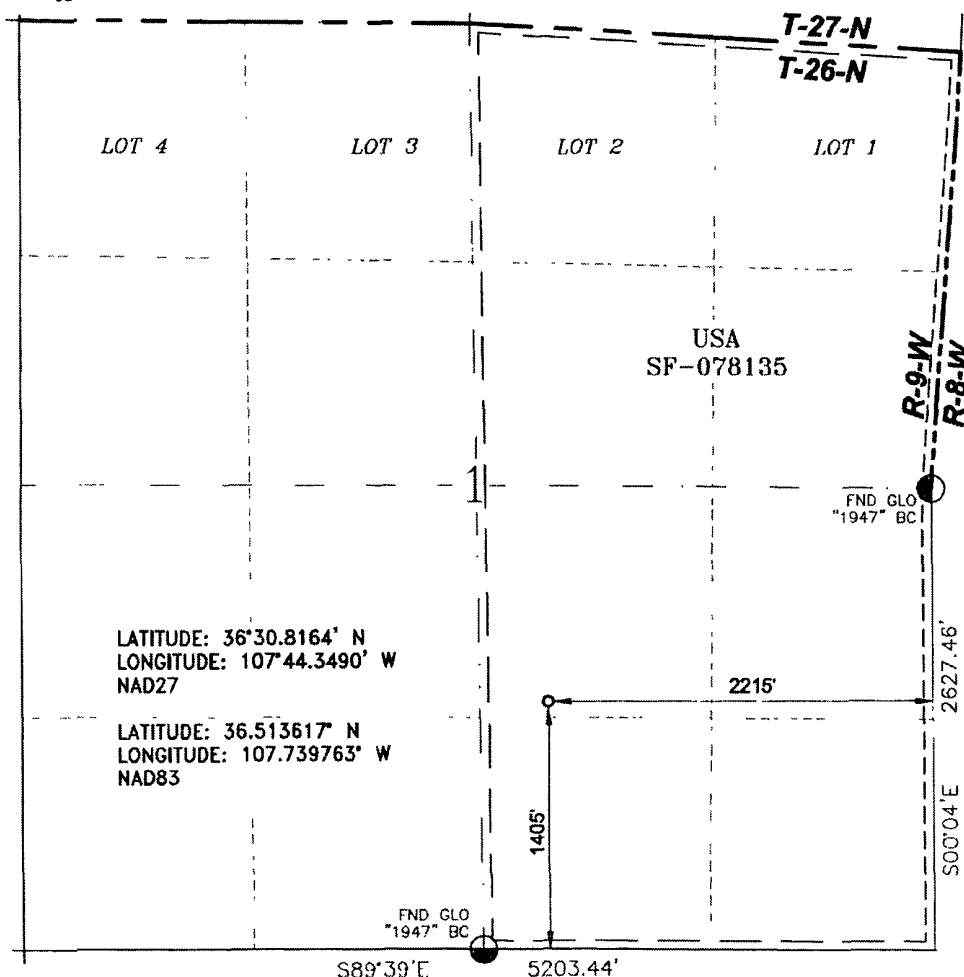 T-27-N
T-26-N
LOT 4
LOT 3
LOT 2
LOT 1
USA
SF-078135
R-9-W
R-8-W
1
FND GLO
"1947" BC
LATITUDE: 36°30.8164' N
LONGITUDE: 107°44.3490' W
NAD27
LATITUDE: 36.513617° N
LONGITUDE: 107.739763° W
NAD83
2215'
2627.46'
1405'
S00°04'E
FND GLO
"1947" BC
S89°39'E
5203.44'